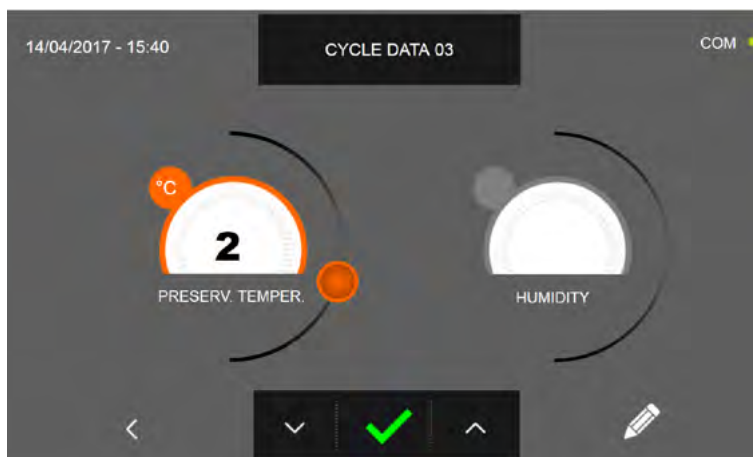 14/04/2017 - 15:40
CYCLE DATA 03
COM
°C
2
PRESERV. TEMPER.
HUMIDITY